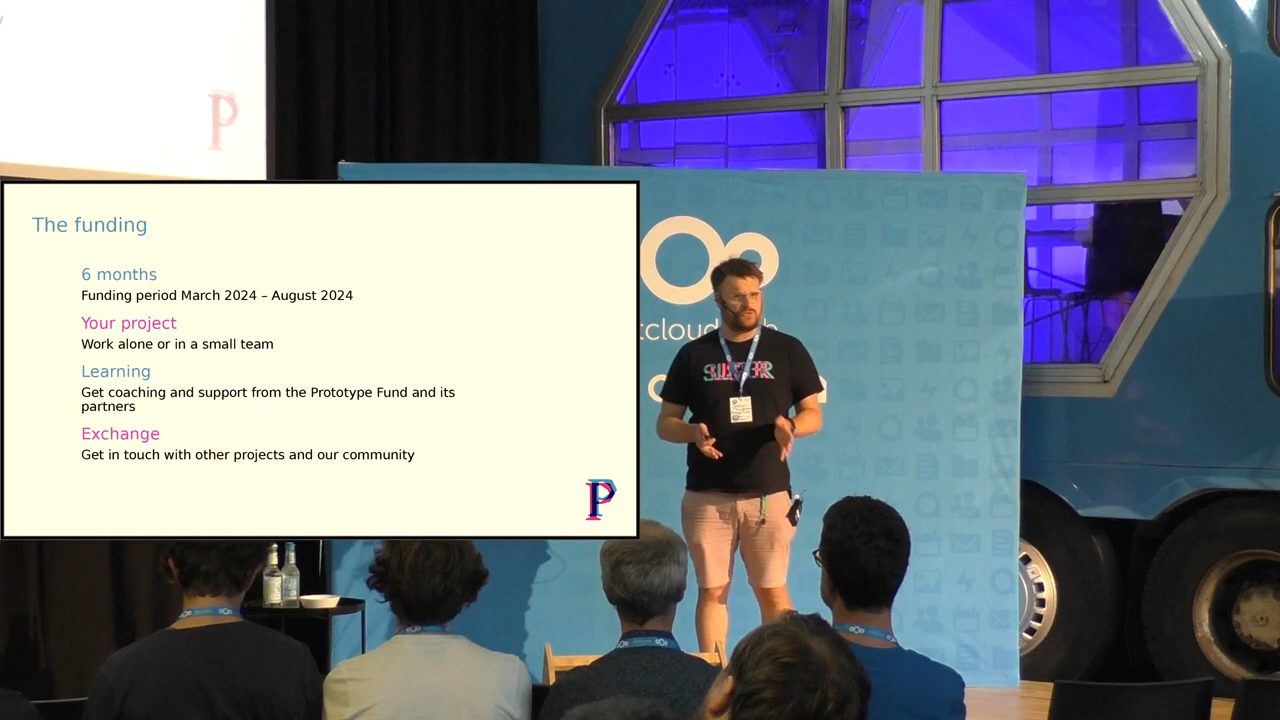 The funding
6 months
Funding period March 2024 – August 2024
Your project
Work alone or in a small team
Learning
Get coaching and support from the Prototype Fund and its
partners
Exchange
Get in touch with other projects and our community
P
P